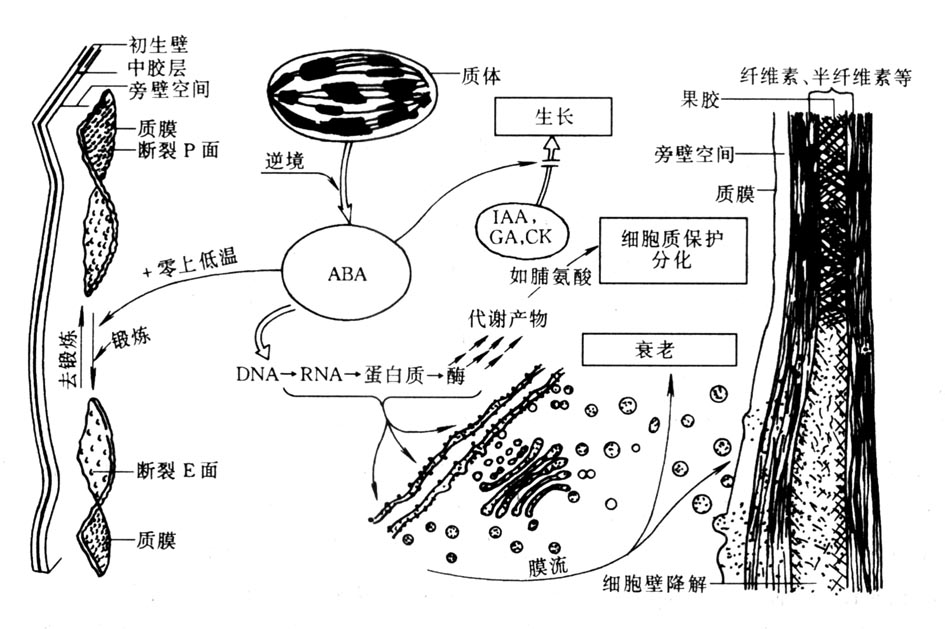 初生壁
中胶层
旁壁空间
质膜
断裂P面
质体
逆境
生长
纤维素、半纤维素等
果胶
旁壁空间
质膜
IAA,
GA,CK
细胞质保护
分化
ABA
+零上低温
如脯氨酸
代谢产物
去锻炼
锻炼
衰老
DNA→RNA→蛋白质→酶
断裂E面
质膜
膜流
细胞壁降解